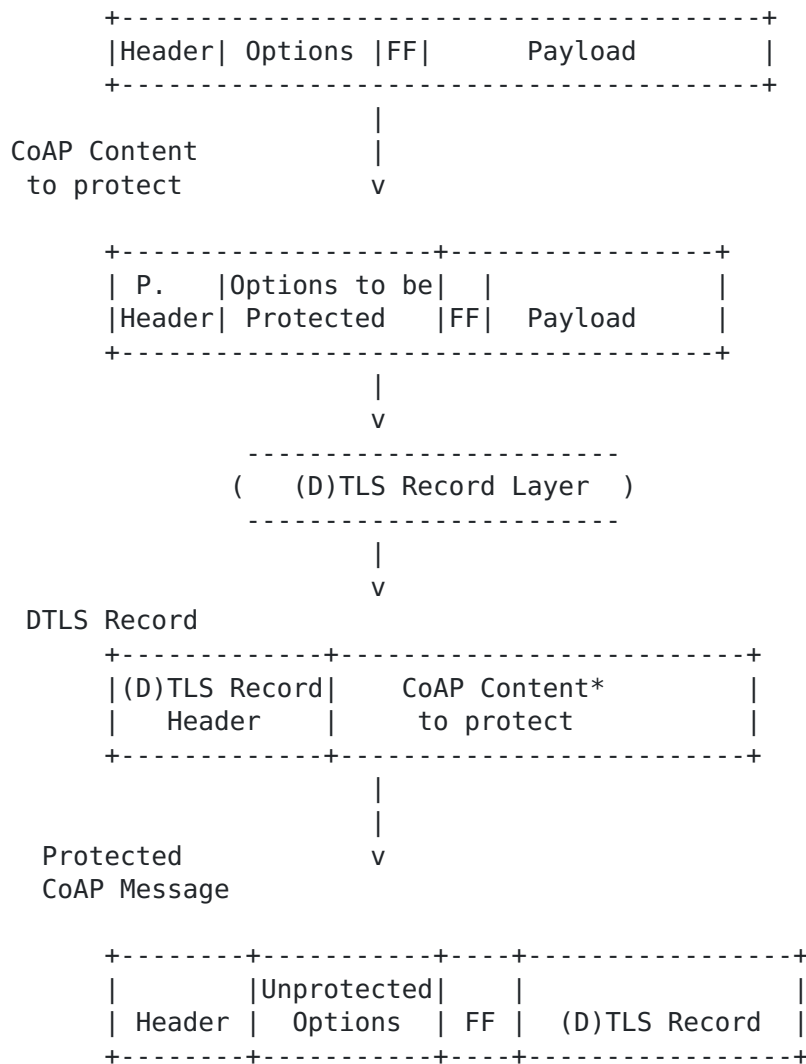 |Header| Options |FF| Payload |
CoAP Content
to protect v
| P. |Options to be| | |
|Header| Protected |FF| Payload |
v
( (D)TLS Record Layer )
v
DTLS Record
|(D)TLS Record| CoAP Content* |
| Header | to protect |
Protected v
CoAP Message
| |Unprotected| | |
| Header | Options | FF | (D)TLS Record |